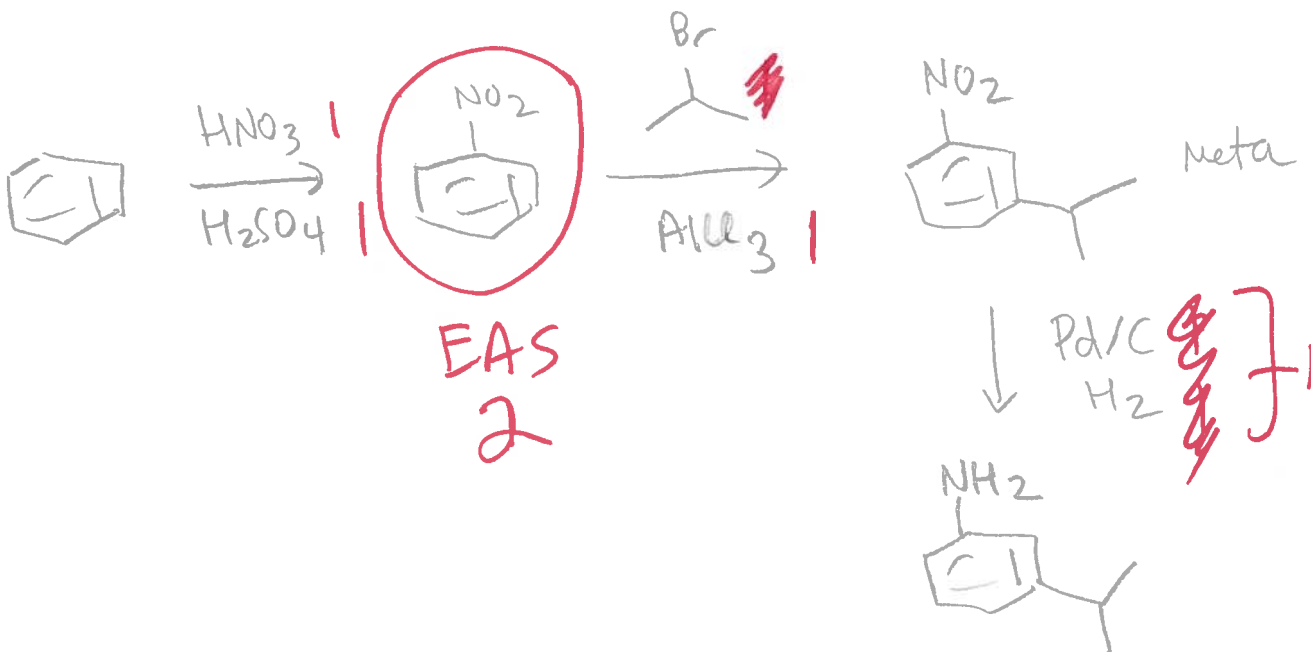 HNO3 1
H2SO4 1
NO2
EAS
2
Br
AlCl3 1
NO2
Meta
Pd/C
H2
1
NH2